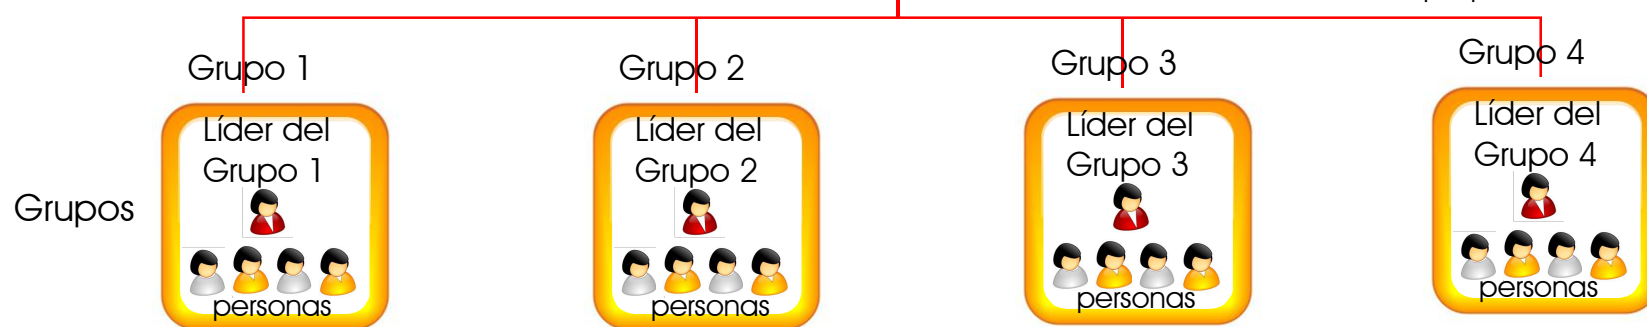 Grupo 1
Grupo 2
Grupo 3
Grupo 4
Líder del
Grupo 1
Líder del
Grupo 2
Líder del
Grupo 3
Líder del
Grupo 4
Grupos
personas
personas
personas
personas